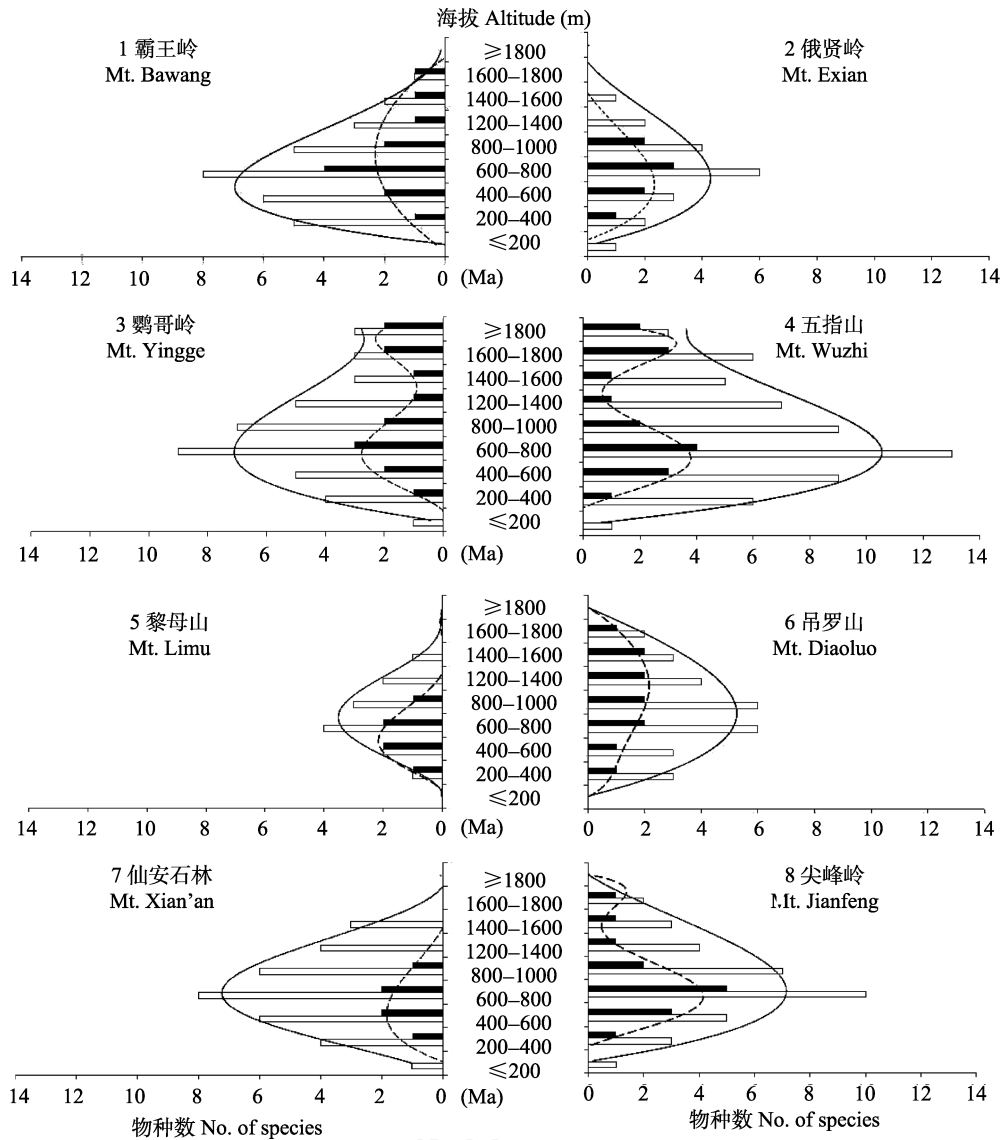 海拔 Altitude (m)
1 霸王岭
Mt. Bawang
2 俄贤岭
Mt. Exian
≥1800
1600–1800
1400–1600
1200–1400
800–1000
600–800
400–600
200–400
≤200
14 12 10 8 6 4 2 0 (Ma) 0 2 4 6 8 10 12 14
3 鹦哥岭
Mt. Yingge
4 五指山
Mt. Wuzhi
≥1800
1600–1800
1400–1600
1200–1400
800–1000
600–800
400–600
200–400
≤200
14 12 10 8 6 4 2 0 (Ma) 0 2 4 6 8 10 12 14
5 黎母山
Mt. Limu
6 吊罗山
Mt. Diaoluo
≥1800
1600–1800
1400–1600
1200–1400
800–1000
600–800
400–600
200–400
≤200
14 12 10 8 6 4 2 0 (Ma) 0 2 4 6 8 10 12 14
7 仙安石林
Mt. Xian'an
8 尖峰岭
Mt. Jianfeng
≥1800
1600–1800
1400–1600
1200–1400
800–1000
600–800
400–600
200–400
≤200
14 12 10 8 6 4 2 0 (Ma) 0 2 4 6 8 10 12 14
物种数 No. of species
物种数 No. of species